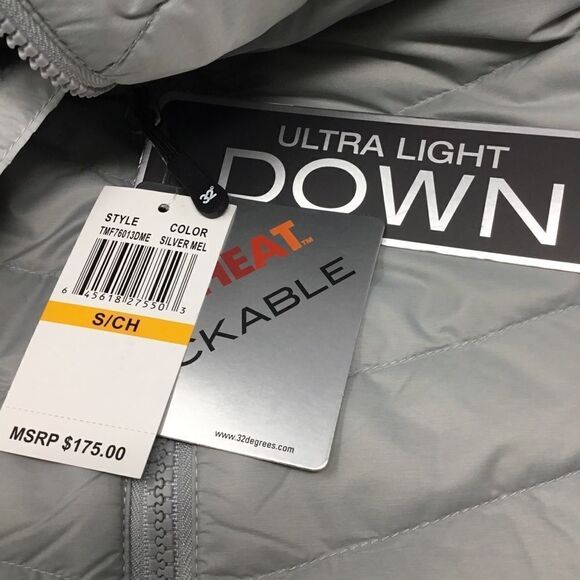 ULTRA LIGHT
DOWN
32°
STYLE COLOR
TMF76013DME SILVER MEL
6 45618 27550 3
S/CH
MSRP $175.00
HEAT™
CKABLE
www.32degrees.com